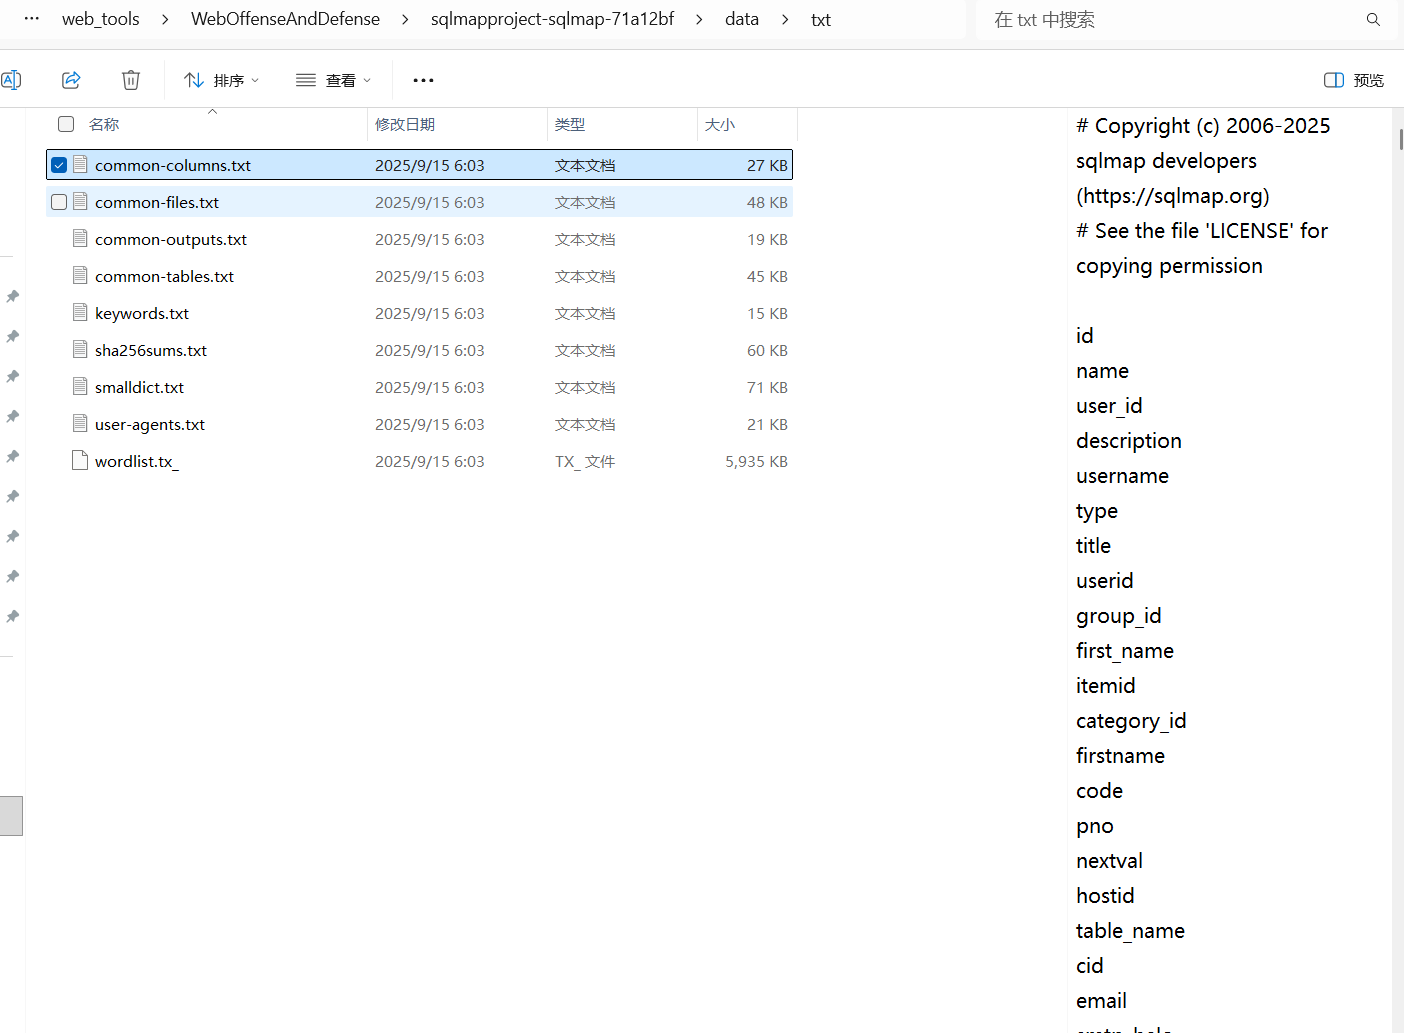 ··· web_tools > WebOffenseAndDefense > sqlmapproject-sqlmap-71a12bf > data > txt 在 txt 中搜索
排序 查看 ··· 预览
名称 修改日期 类型 大小
common-columns.txt 2025/9/15 6:03 文本文档 27 KB
common-files.txt 2025/9/15 6:03 文本文档 48 KB
common-outputs.txt 2025/9/15 6:03 文本文档 19 KB
common-tables.txt 2025/9/15 6:03 文本文档 45 KB
keywords.txt 2025/9/15 6:03 文本文档 15 KB
sha256sums.txt 2025/9/15 6:03 文本文档 60 KB
smalldict.txt 2025/9/15 6:03 文本文档 71 KB
user-agents.txt 2025/9/15 6:03 文本文档 21 KB
wordlist.tx_ 2025/9/15 6:03 TX_ 文件 5,935 KB
# Copyright (c) 2006-2025
sqlmap developers
(https://sqlmap.org)
# See the file 'LICENSE' for
copying permission
id
name
user_id
description
username
type
title
userid
group_id
first_name
itemid
category_id
firstname
code
pno
nextval
hostid
table_name
cid
email